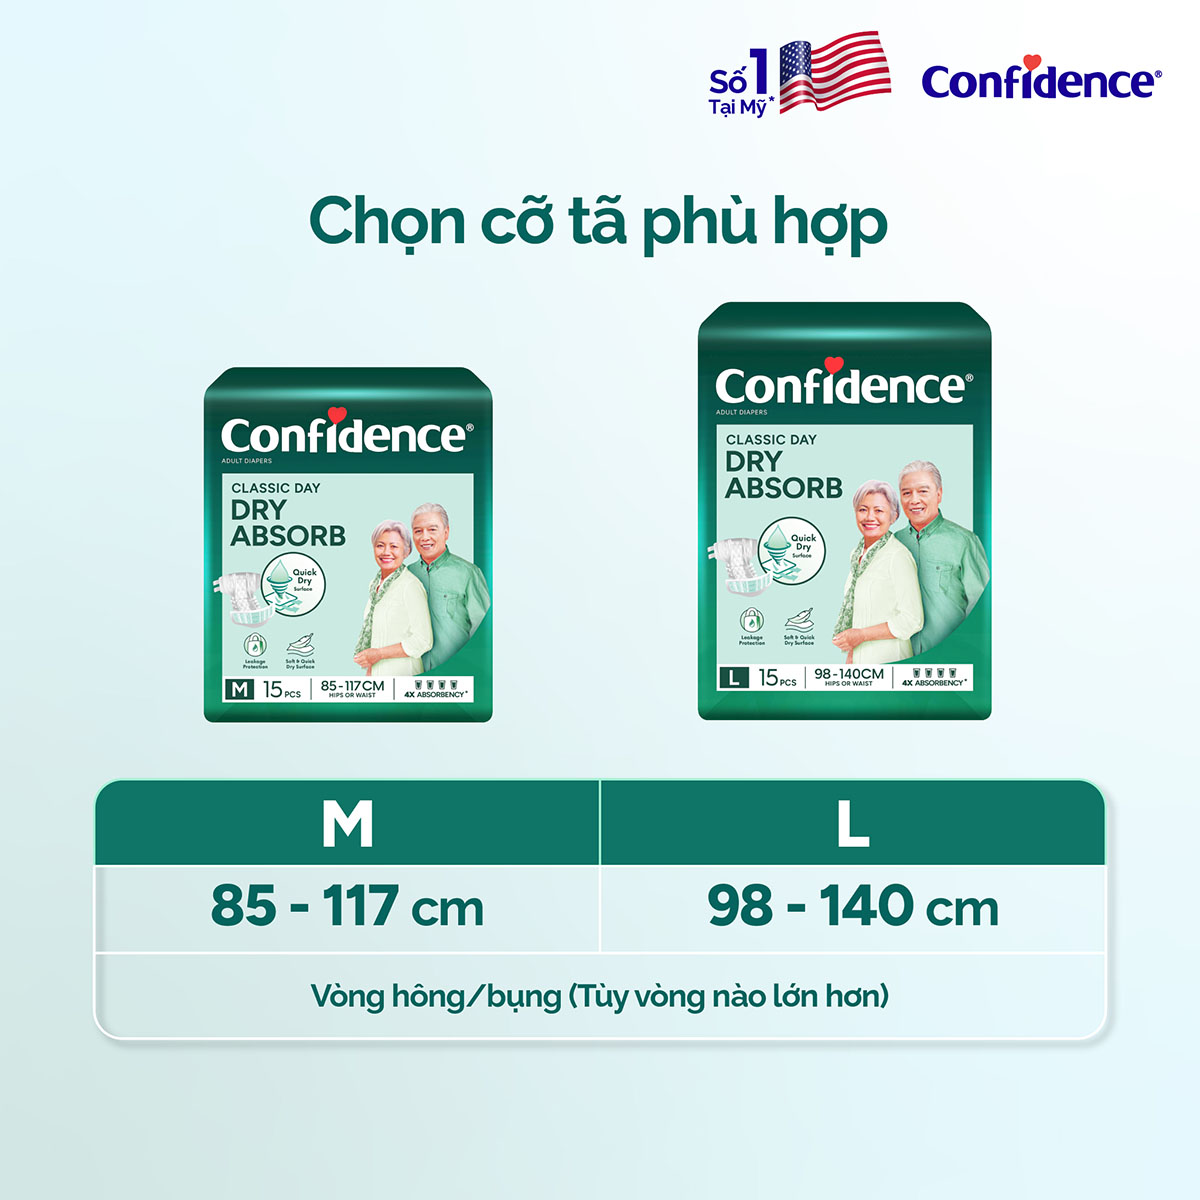 Số 1
Tại Mỹ*
Confidence®
Chọn cỡ tã phù hợp
Confidence®
ADULT DIAPERS
CLASSIC DAY
DRY
ABSORB
Quick
Dry
Surface
Leakage
Protection
Soft & Quick
Dry Surface
M
15 PCS
85-117CM
HIPS OR WAIST
4X ABSORBENCY*
Confidence®
ADULT DIAPERS
CLASSIC DAY
DRY
ABSORB
Quick
Dry
Surface
Leakage
Protection
Soft & Quick
Dry Surface
L
15 PCS
98-140CM
HIPS OR WAIST
4X ABSORBENCY*
M
L
85 - 117 cm
98 - 140 cm
Vòng hông/bụng (Tùy vòng nào lớn hơn)